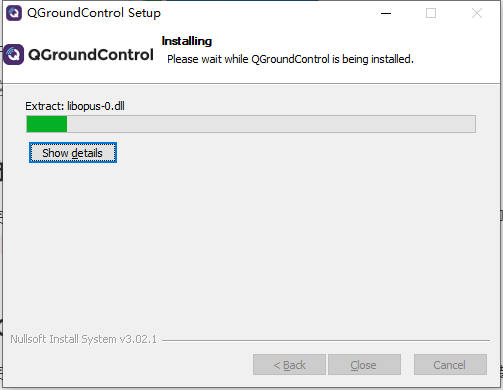 QGroundControl Setup
Installing
Please wait while QGroundControl is being installed.
QGroundControl
Extract: libopus-0.dll
Show details
Nullsoft Install System v3.02.1
< Back
Close
Cancel